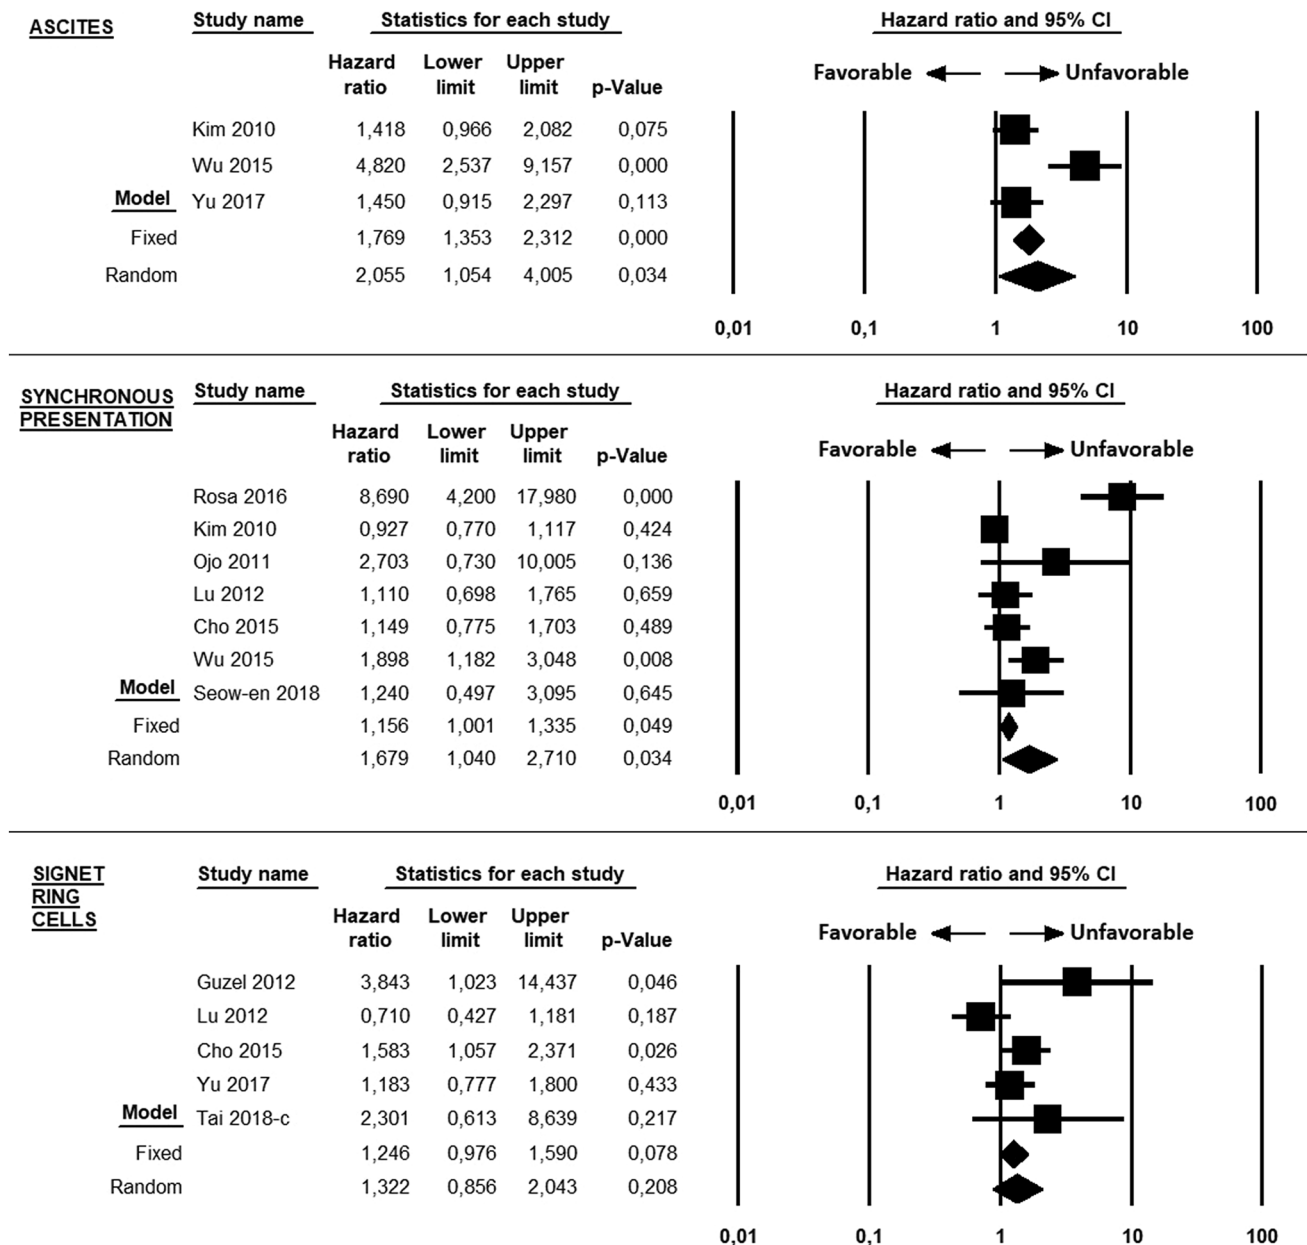 ASCITES
Study name Statistics for each study Hazard ratio and 95% CI
Hazard ratio Lower limit Upper limit p-Value
Favorable Unfavorable
Kim 2010 1,418 0,966 2,082 0,075
Wu 2015 4,820 2,537 9,157 0,000
Model Yu 2017 1,450 0,915 2,297 0,113
Fixed 1,769 1,353 2,312 0,000
Random 2,055 1,054 4,005 0,034
0,01 0,1 1 10 100
SYNCHRONOUS
PRESENTATION
Study name Statistics for each study Hazard ratio and 95% CI
Hazard ratio Lower limit Upper limit p-Value
Favorable Unfavorable
Rosa 2016 8,690 4,200 17,980 0,000
Kim 2010 0,927 0,770 1,117 0,424
Ojo 2011 2,703 0,730 10,005 0,136
Lu 2012 1,110 0,698 1,765 0,659
Cho 2015 1,149 0,775 1,703 0,489
Wu 2015 1,898 1,182 3,048 0,008
Model Seow-en 2018 1,240 0,497 3,095 0,645
Fixed 1,156 1,001 1,335 0,049
Random 1,679 1,040 2,710 0,034
0,01 0,1 1 10 100
SIGNET
RING
CELLS
Study name Statistics for each study Hazard ratio and 95% CI
Hazard ratio Lower limit Upper limit p-Value
Favorable Unfavorable
Guzel 2012 3,843 1,023 14,437 0,046
Lu 2012 0,710 0,427 1,181 0,187
Cho 2015 1,583 1,057 2,371 0,026
Yu 2017 1,183 0,777 1,800 0,433
Model Tai 2018-c 2,301 0,613 8,639 0,217
Fixed 1,246 0,976 1,590 0,078
Random 1,322 0,856 2,043 0,208
0,01 0,1 1 10 100